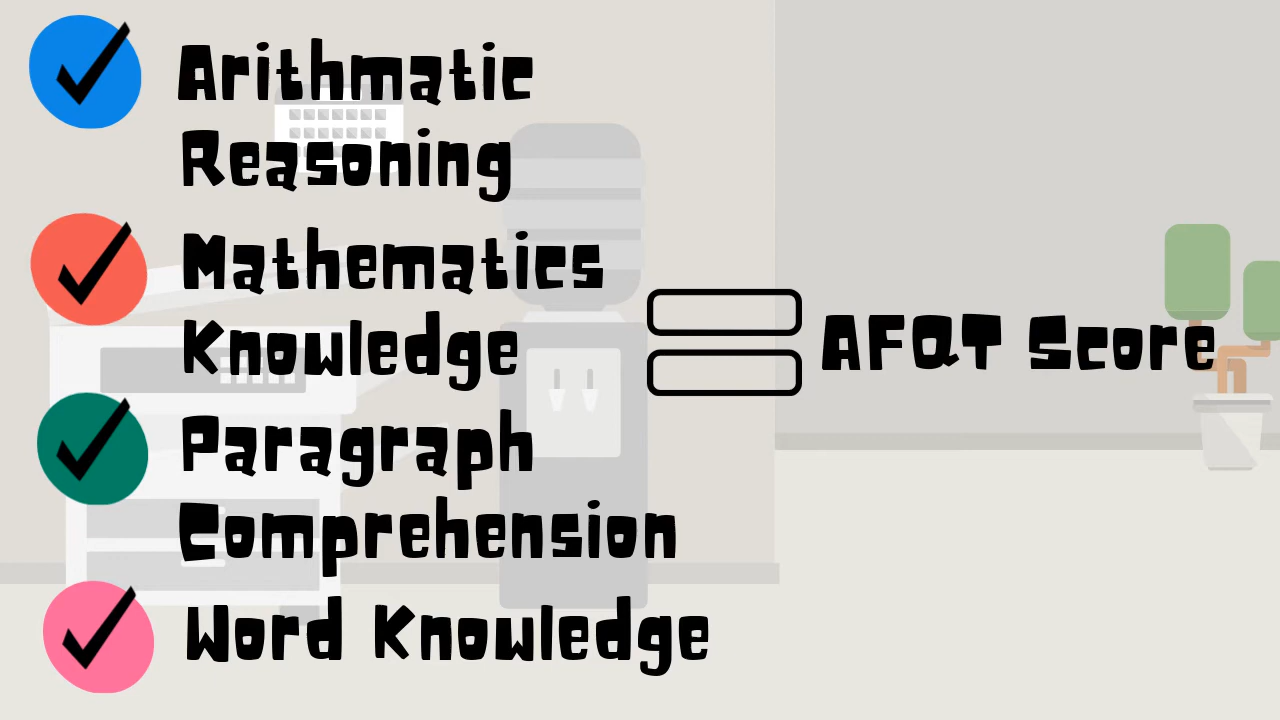 Arithmatic
Reasoning
Mathematics
Knowledge
Paragraph
Comprehension
Word Knowledge
AFQT Score